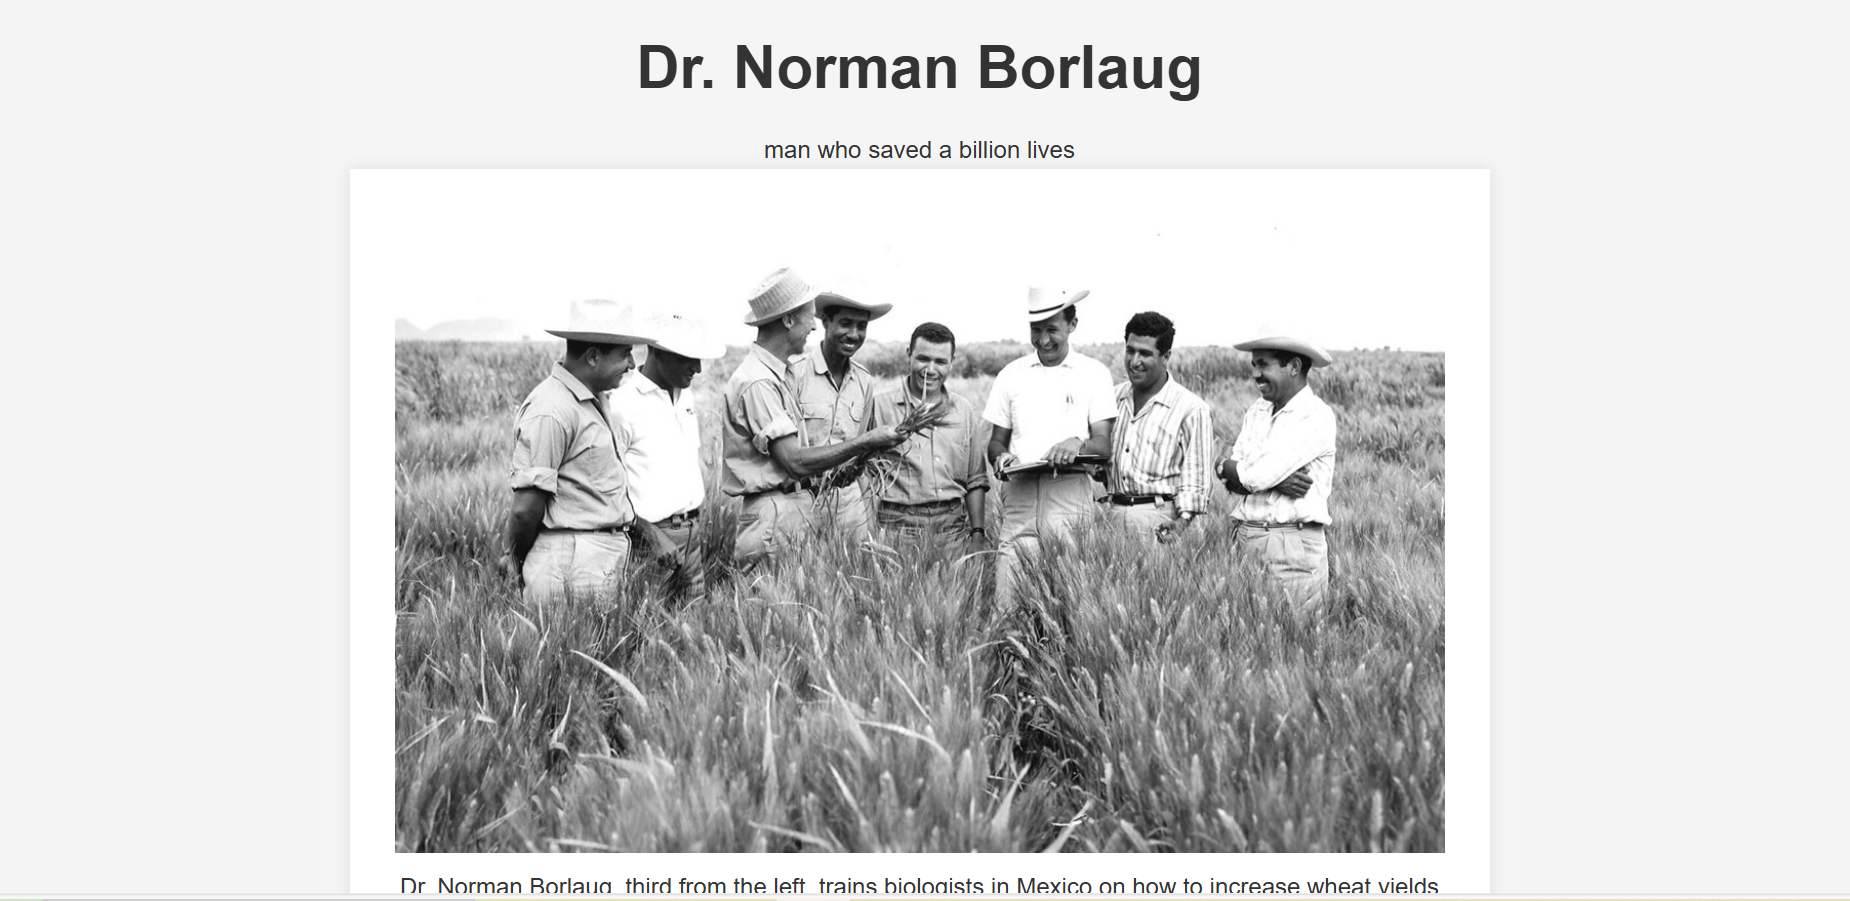 Dr. Norman Borlaug
man who saved a billion lives
Dr. Norman Borlaug, third from the left, trains biologists in Mexico on how to increase wheat yields